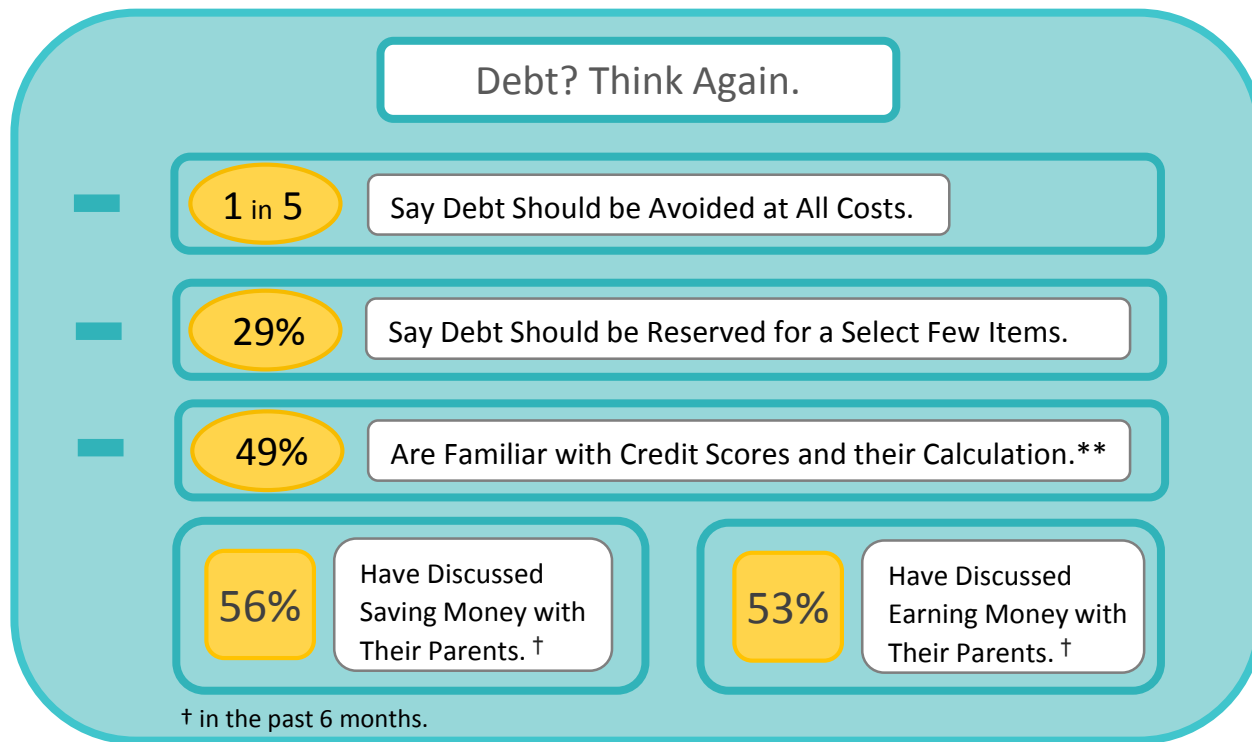 Debt? Think Again.
1 in 5
Say Debt Should be Avoided at All Costs.
29%
Say Debt Should be Reserved for a Select Few Items.
49%
Are Familiar with Credit Scores and their Calculation.**
56%
Have Discussed
Saving Money with
Their Parents. †
53%
Have Discussed
Earning Money with
Their Parents. †
† in the past 6 months.